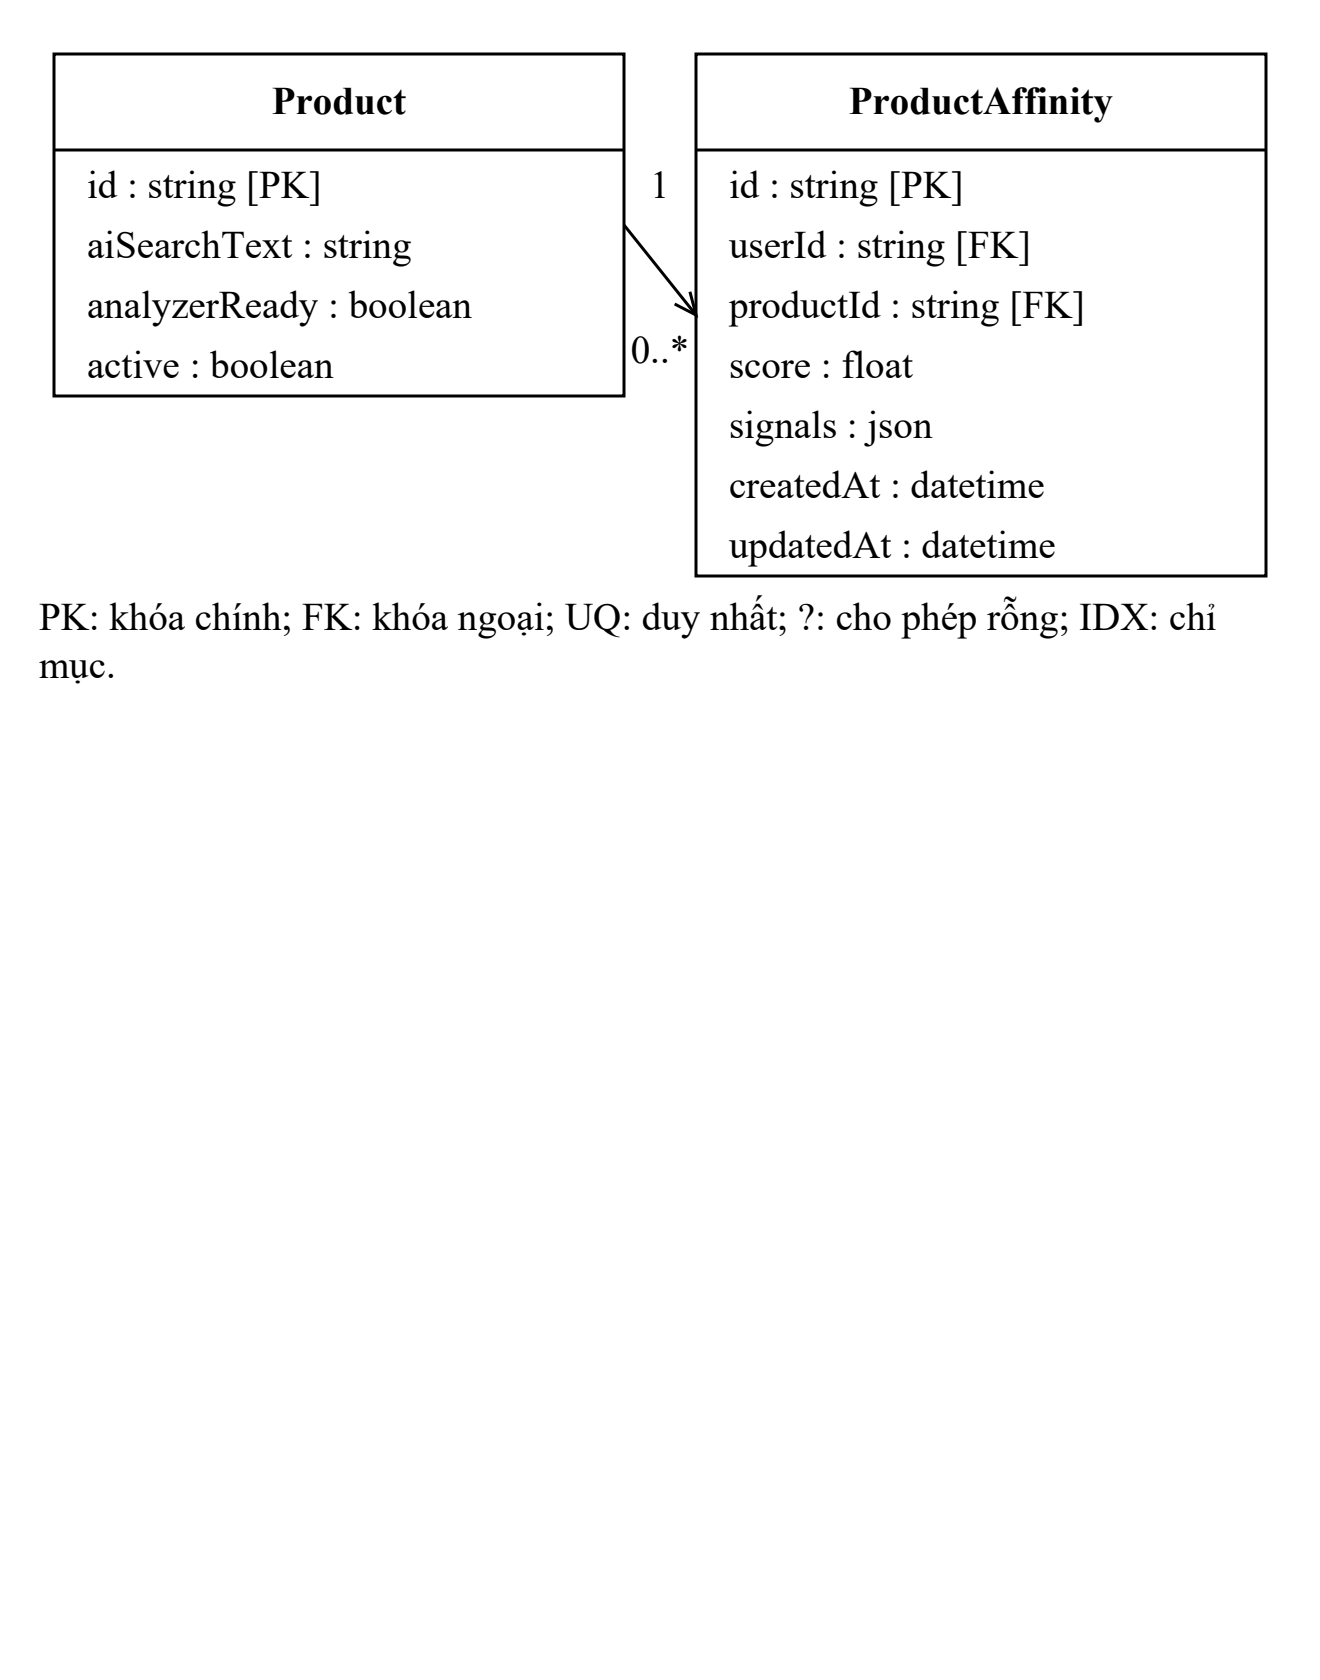 Product
id : string [PK]
aiSearchText : string
analyzerReady : boolean
active : boolean
1
0..*
ProductAffinity
id : string [PK]
userId : string [FK]
productId : string [FK]
score : float
signals : json
createdAt : datetime
updatedAt : datetime
PK: khóa chính; FK: khóa ngoại; UQ: duy nhất; ?: cho phép rỗng; IDX: chỉ
mục.